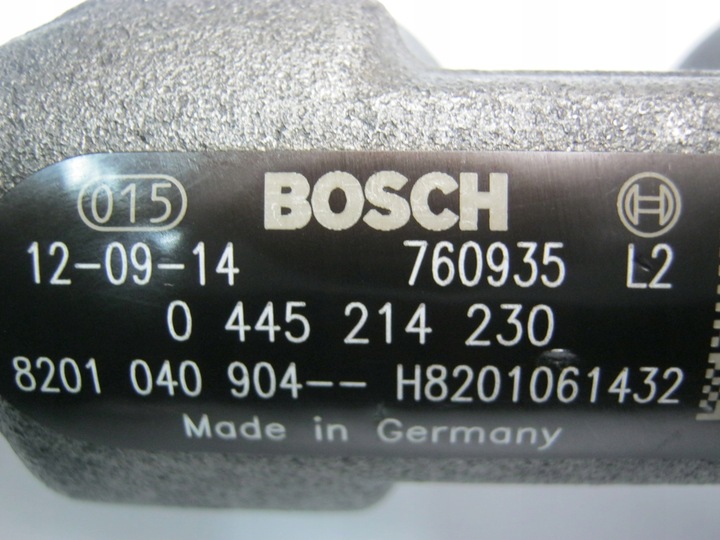 015 BOSCH
12-09-14 760935 L2
0 445 214 230
8201 040 904-- H8201061432
Made in Germany